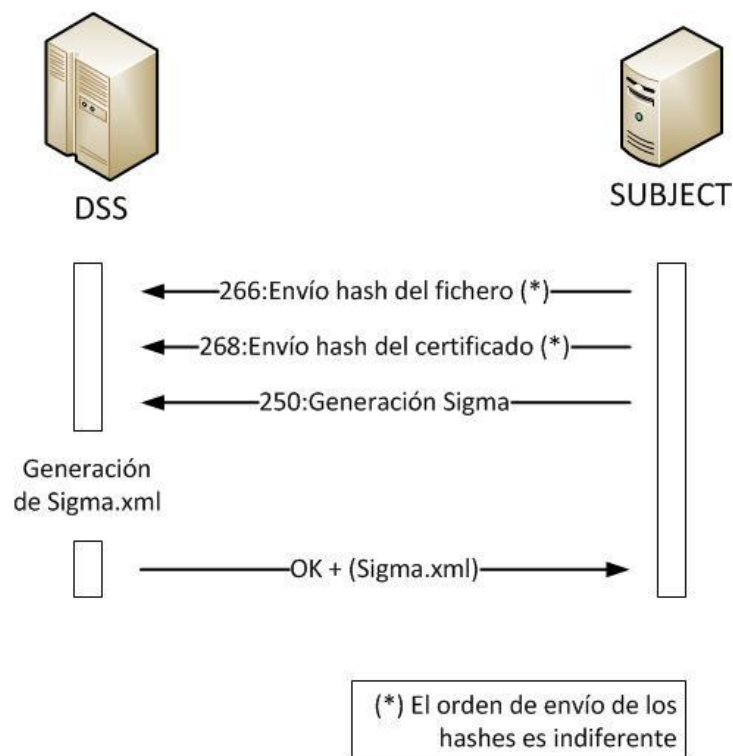 DSS
SUBJECT
266:Envío hash del fichero (*)
268:Envío hash del certificado (*)
250:Generación Sigma
Generación
de Sigma.xml
OK + (Sigma.xml)
(*) El orden de envío de los
hashes es indiferente